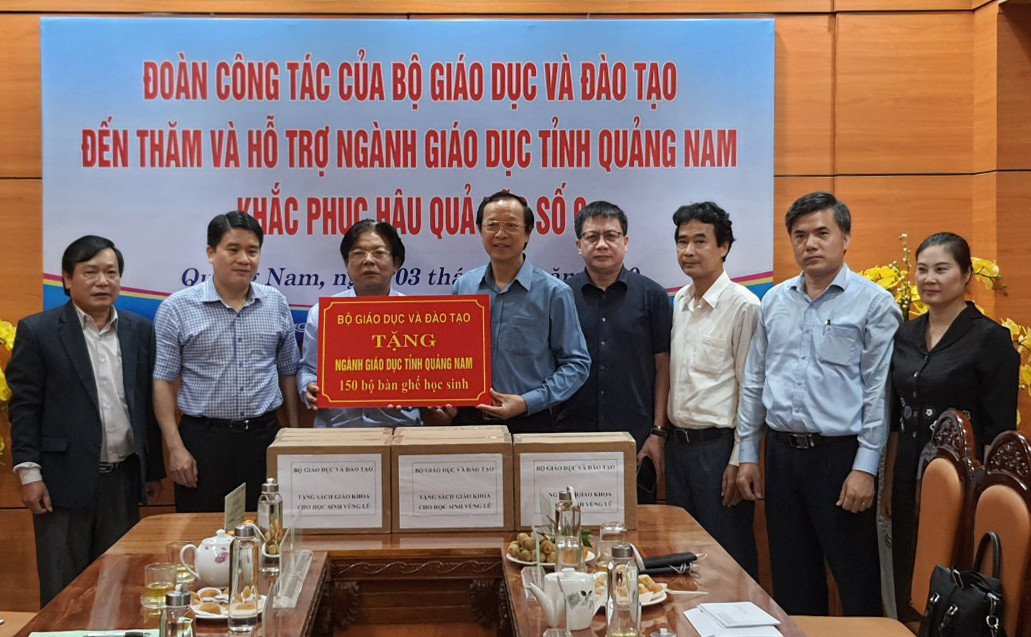 ĐOÀN CÔNG TÁC CỦA BỘ GIÁO DỤC VÀ ĐÀO TẠO
ĐẾN THĂM VÀ HỖ TRỢ NGÀNH GIÁO DỤC TỈNH QUẢNG NAM
KHẮC PHỤC HẬU QUẢ SỐ
Nam, 03
BỘ GIÁO DỤC VÀ ĐÀO TẠO
TẶNG
NGÀNH GIÁO DỤC TỈNH QUẢNG NAM
150 bộ bàn ghế học sinh
BỘ GIÁO DỤC VÀ ĐÀO TẠO
TẶNG SÁCH GIÁO KHOA
CHO HỌC SINH VÙNG LŨ
BỘ GIÁO DỤC VÀ ĐÀO TẠO
TẶNG SÁCH GIÁO KHOA
CHO HỌC SINH VÙNG LŨ
BỘ GIÁO DỤC VÀ ĐÀO TẠO
GIÁO KHOA
SINH VÙNG LŨ